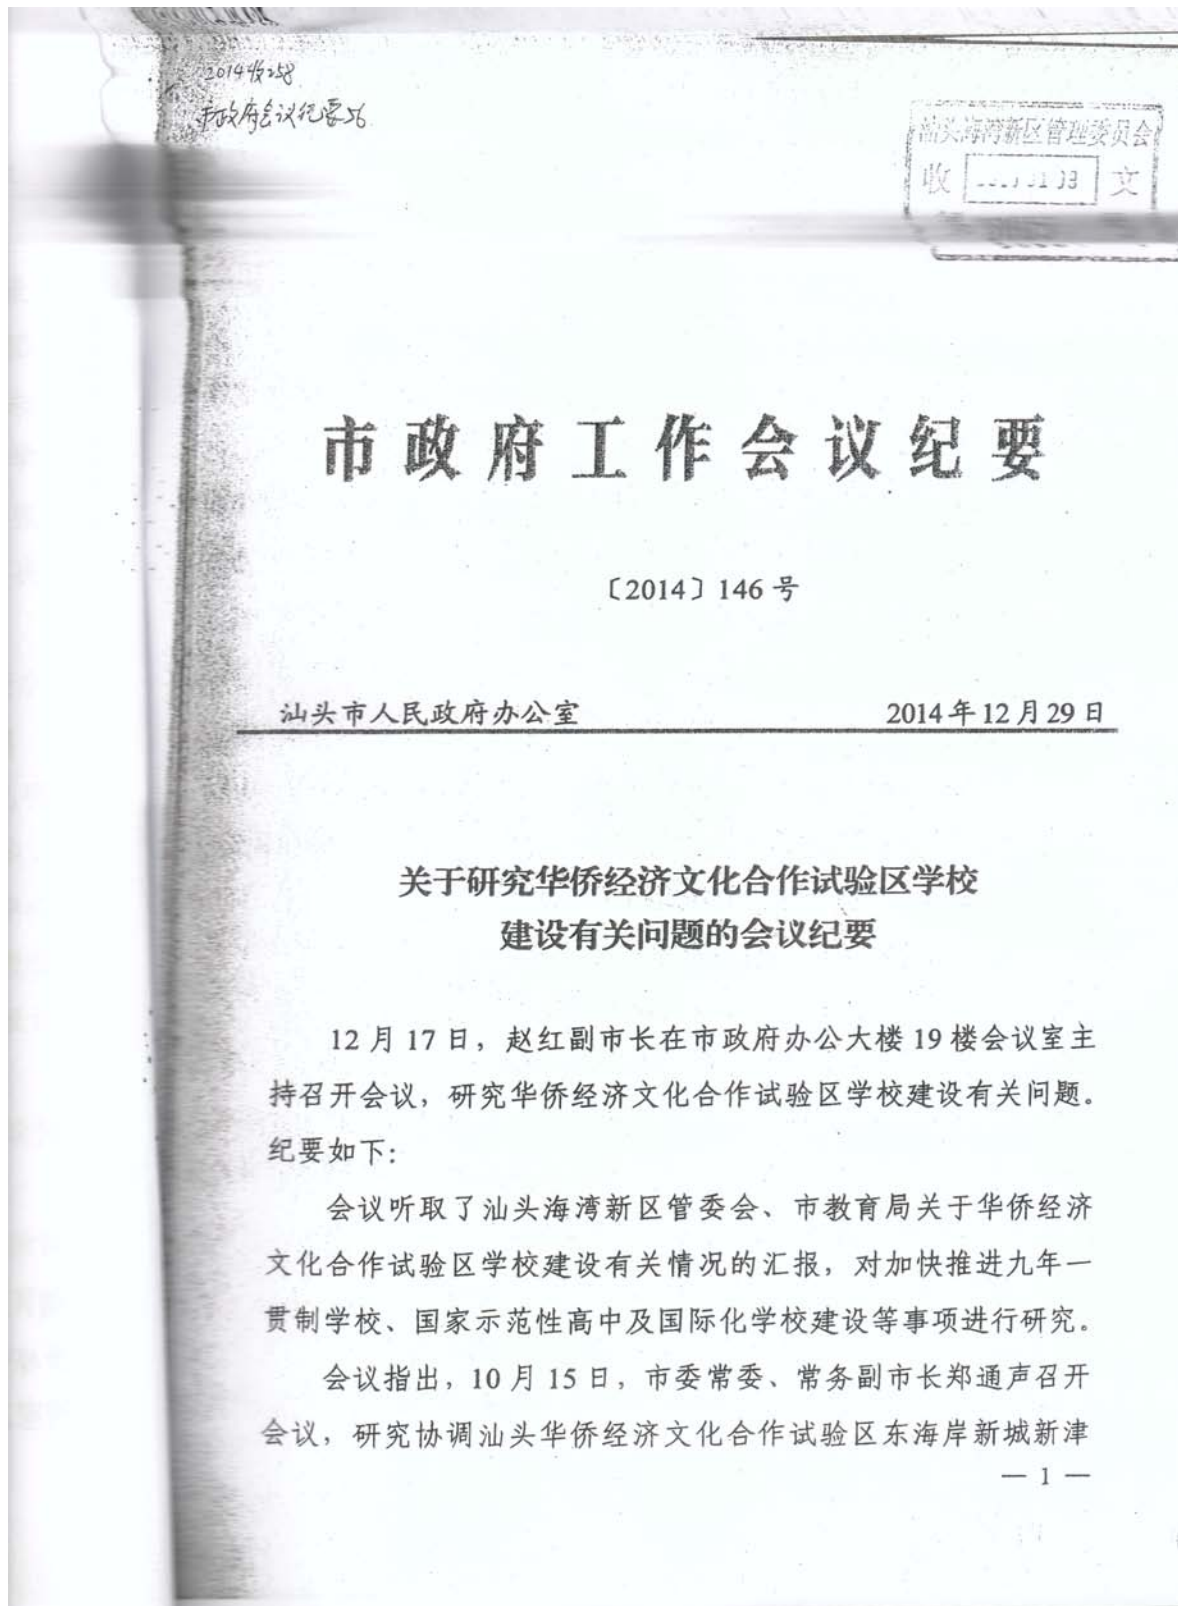 2014收258
市政府会议纪要56
汕头海湾新区管理委员会
收
文
市政府工作会议纪要
〔2014〕146号
汕头市人民政府办公室 2014年12月29日
关于研究华侨经济文化合作试验区学校
建设有关问题的会议纪要
12月17日，赵红副市长在市政府办公大楼19楼会议室主
持召开会议，研究华侨经济文化合作试验区学校建设有关问题。
纪要如下：
会议听取了汕头海湾新区管委会、市教育局关于华侨经济
文化合作试验区学校建设有关情况的汇报，对加快推进九年一
贯制学校、国家示范性高中及国际化学校建设等事项进行研究。
会议指出，10月15日，市委常委、常务副市长郑通声召开
会议，研究协调汕头华侨经济文化合作试验区东海岸新城新津
— 1 —